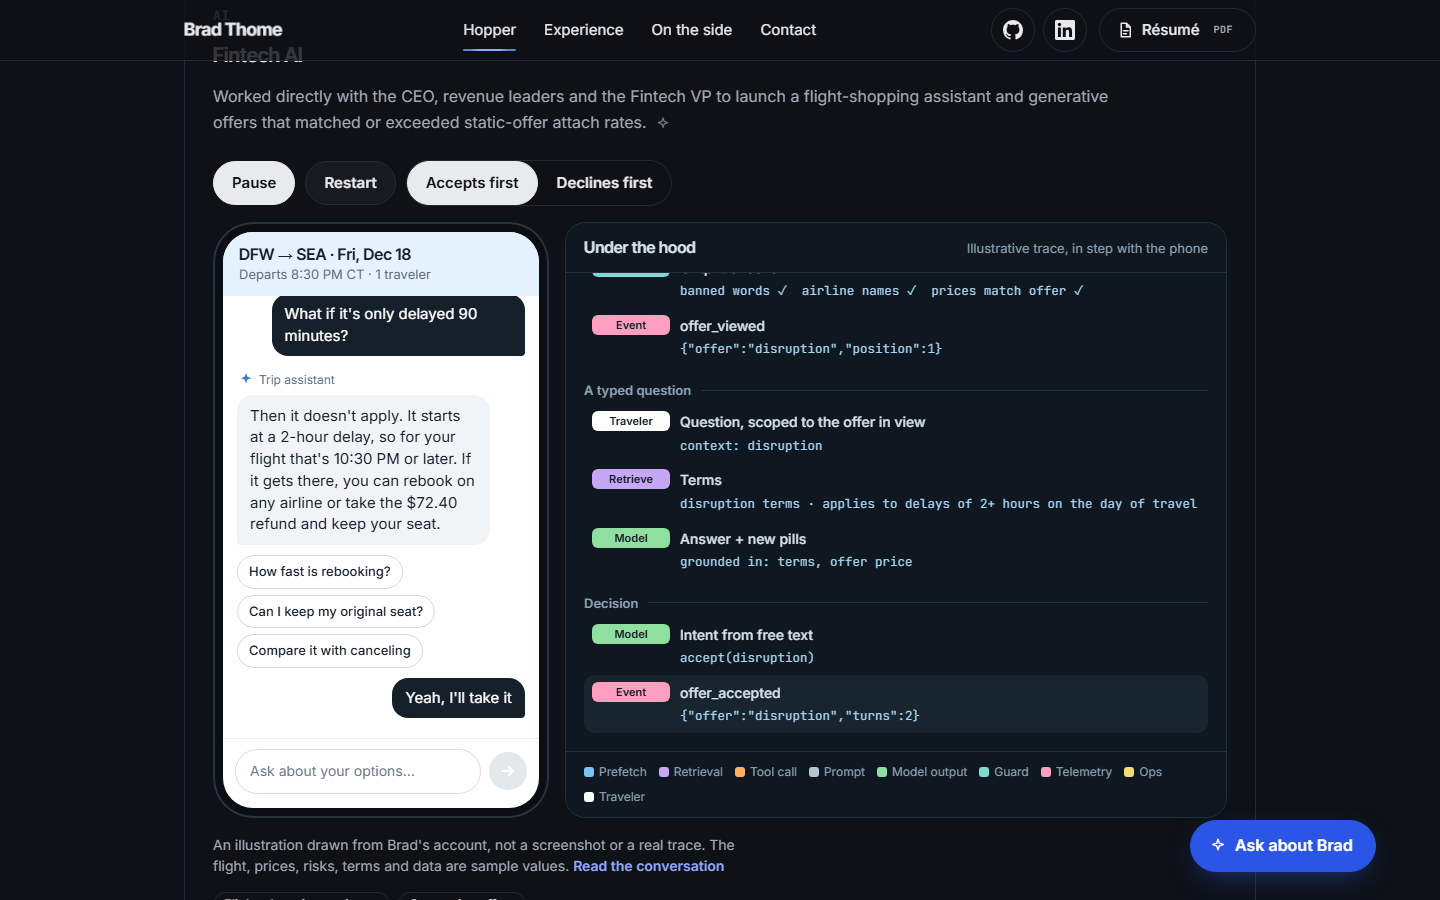 AI
Brad Thome
Hopper
Experience
On the side
Contact
Résumé PDF
Fintech AI
Worked directly with the CEO, revenue leaders and the Fintech VP to launch a flight-shopping assistant and generative
offers that matched or exceeded static-offer attach rates.
Pause
Restart
Accepts first
Declines first
DFW → SEA · Fri, Dec 18
Departs 8:30 PM CT · 1 traveler
What if it's only delayed 90
minutes?
Trip assistant
Then it doesn't apply. It starts
at a 2-hour delay, so for your
flight that's 10:30 PM or later. If
it gets there, you can rebook on
any airline or take the $72.40
refund and keep your seat.
How fast is rebooking?
Can I keep my original seat?
Compare it with canceling
Yeah, I'll take it
Ask about your options...
Under the hood
Illustrative trace, in step with the phone
banned words ✓ airline names ✓ prices match offer ✓
Event offer_viewed
{"offer":"disruption","position":1}
A typed question
Traveler Question, scoped to the offer in view
context: disruption
Retrieve Terms
disruption terms · applies to delays of 2+ hours on the day of travel
Model Answer + new pills
grounded in: terms, offer price
Decision
Model Intent from free text
accept(disruption)
Event offer_accepted
{"offer":"disruption","turns":2}
Prefetch Retrieval Tool call Prompt Model output Guard Telemetry Ops
Traveler
An illustration drawn from Brad's account, not a screenshot or a real trace. The
flight, prices, risks, terms and data are sample values. Read the conversation
Ask about Brad